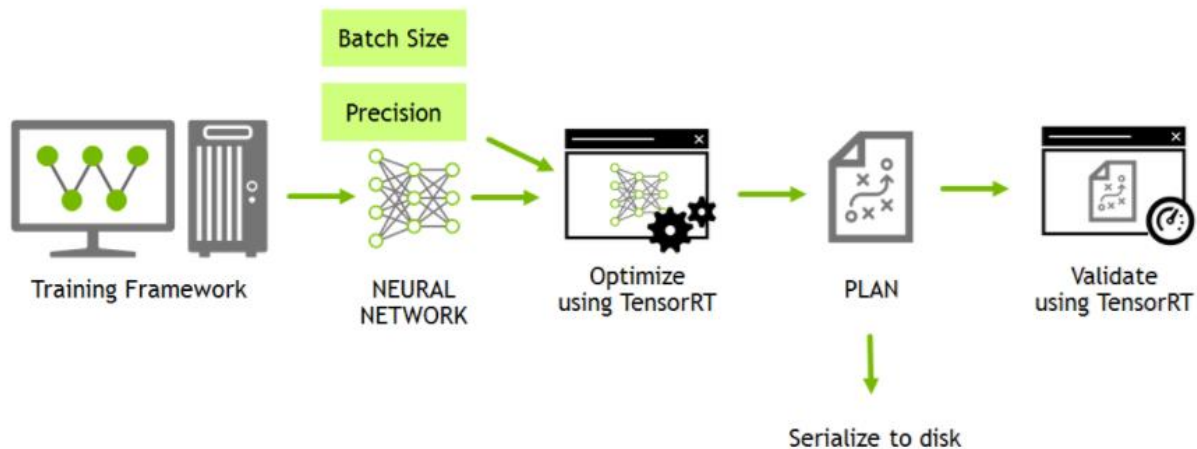 Batch Size
Precision
Training Framework
NEURAL
NETWORK
Optimize
using TensorRT
PLAN
Validate
using TensorRT
Serialize to disk